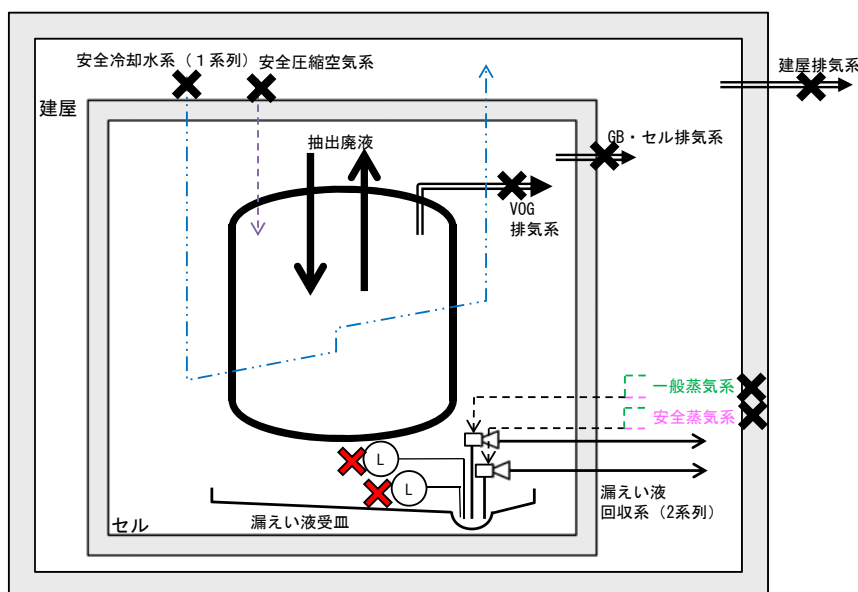 安全冷却水系（１系列）
安全圧縮空気系
建屋排気系
建屋
GB・セル排気系
抽出廃液
VOG
排気系
一般蒸気系
安全蒸気系
L
L
漏えい液
回収系（2系列）
漏えい液受皿
セル